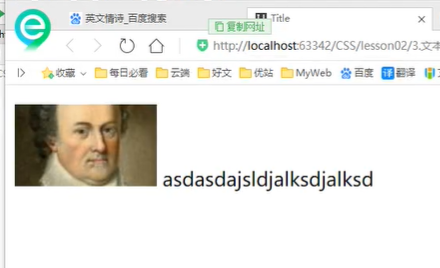 英文情诗_百度搜索
Title
复制网址
http://localhost:63342/CSS/lesson02/3.文本
收藏
每日必看
云端
好文
优站
MyWeb
百度
译
翻译
asdasdajsldjalksdjalksd